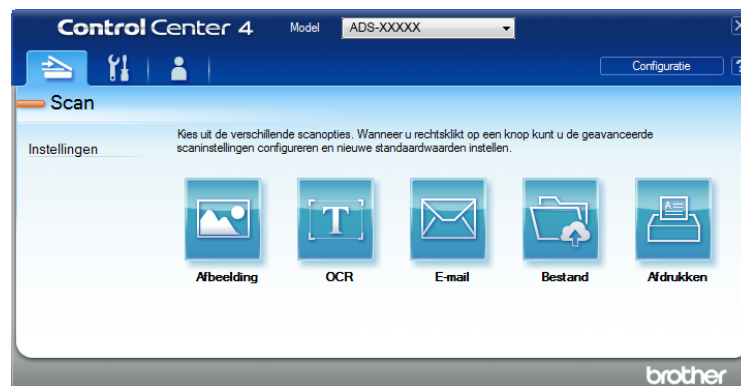 ControlCenter 4 Model ADS-XXXXX X
Configuratie ?
Scan
Instellingen
Kies uit de verschillende scanopties. Wanneer u rechtsklikt op een knop kunt u de geavanceerde
scaninstellingen configureren en nieuwe standaardwaarden instellen.
T A
Afbeelding OCR E-mail Bestand Afdrukken
brother